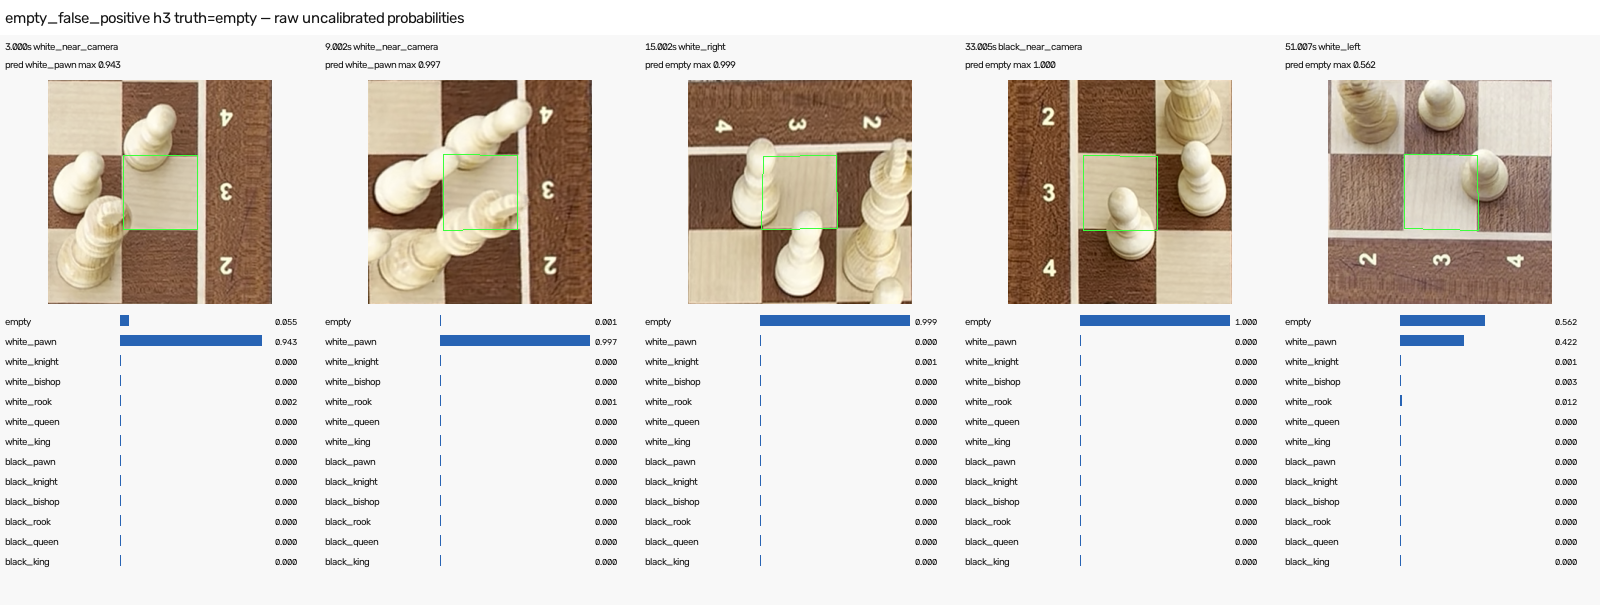 empty_false_positive h3 truth=empty — raw uncalibrated probabilities
3.000s white_near_camera
pred white_pawn max 0.943
4
3
2
empty 0.055
white_pawn 0.943
white_knight 0.000
white_bishop 0.000
white_rook 0.002
white_queen 0.000
white_king 0.000
black_pawn 0.000
black_knight 0.000
black_bishop 0.000
black_rook 0.000
black_queen 0.000
black_king 0.000
9.002s white_near_camera
pred white_pawn max 0.997
4
3
2
empty 0.001
white_pawn 0.997
white_knight 0.000
white_bishop 0.000
white_rook 0.001
white_queen 0.000
white_king 0.000
black_pawn 0.000
black_knight 0.000
black_bishop 0.000
black_rook 0.000
black_queen 0.000
black_king 0.000
15.002s white_right
pred empty max 0.999
4 3 2
empty 0.999
white_pawn 0.000
white_knight 0.001
white_bishop 0.000
white_rook 0.000
white_queen 0.000
white_king 0.000
black_pawn 0.000
black_knight 0.000
black_bishop 0.000
black_rook 0.000
black_queen 0.000
black_king 0.000
33.005s black_near_camera
pred empty max 1.000
2
3
4
empty 1.000
white_pawn 0.000
white_knight 0.000
white_bishop 0.000
white_rook 0.000
white_queen 0.000
white_king 0.000
black_pawn 0.000
black_knight 0.000
black_bishop 0.000
black_rook 0.000
black_queen 0.000
black_king 0.000
51.007s white_left
pred empty max 0.562
2 3 4
empty 0.562
white_pawn 0.422
white_knight 0.001
white_bishop 0.003
white_rook 0.012
white_queen 0.000
white_king 0.000
black_pawn 0.000
black_knight 0.000
black_bishop 0.000
black_rook 0.000
black_queen 0.000
black_king 0.000